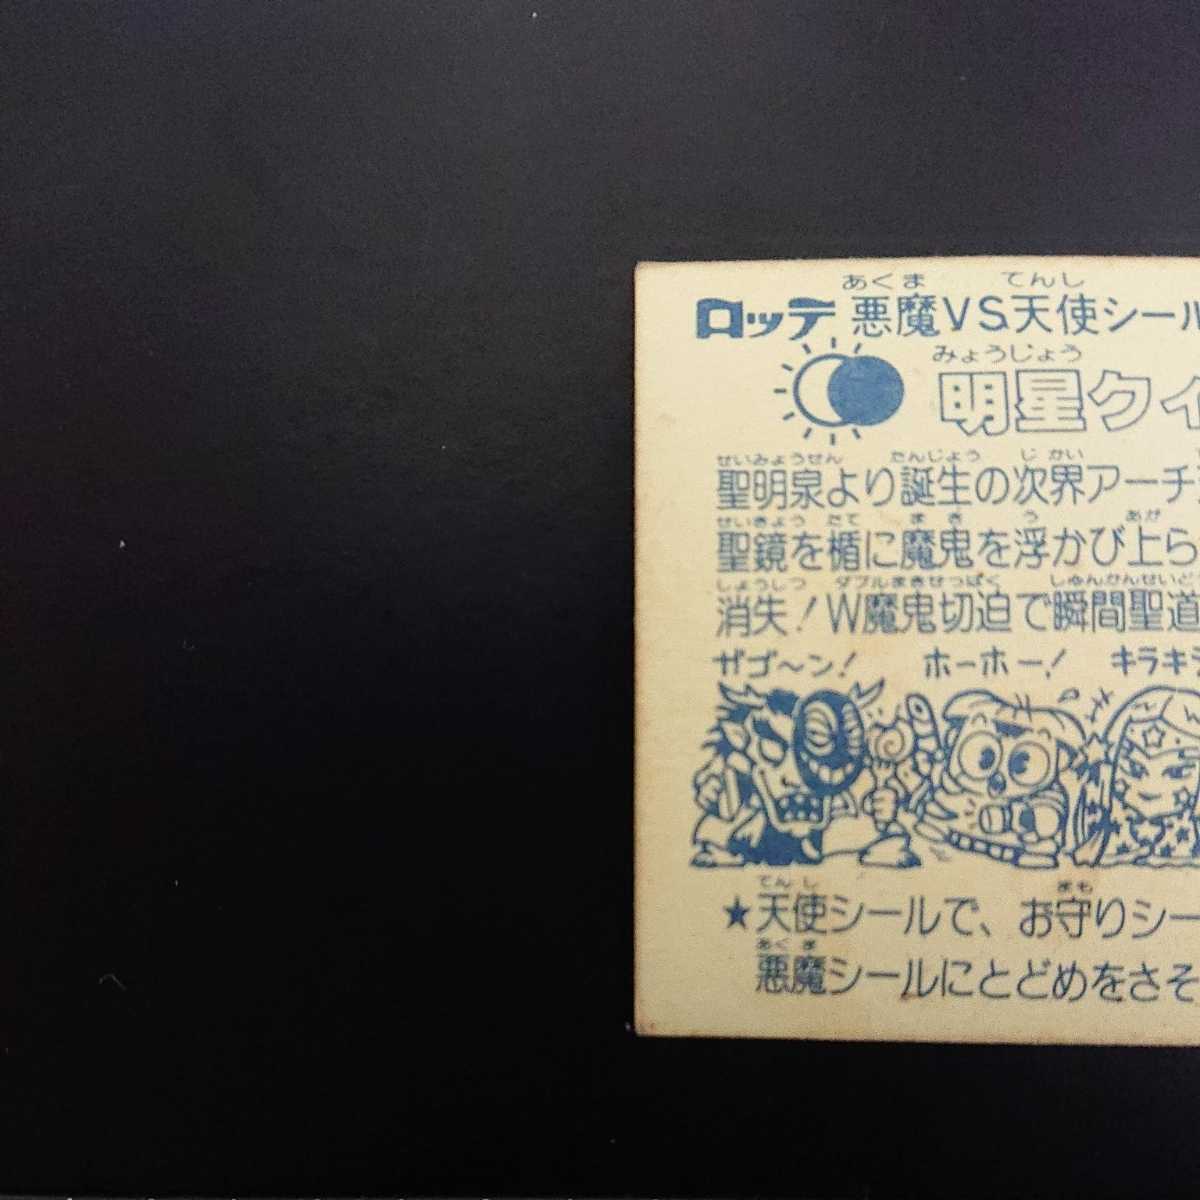 あくま てんし
ロッテ 悪魔VS.天使シール
みょうじょう
明星クィ
せいみょうせん たんじょう じ かい
聖明泉より誕生の次界アーチ
せいきょう たて ま き う あが
聖鏡を楯に魔鬼を浮かび上ら
しょうしつ ダブルまきせっぱく しゅんかんせいど
消失！W魔鬼切迫で瞬間聖道
ザゴ〜ン！ ホーホー！ キラキラ
てんし まも
★天使シールで、お守りシー
あくま
悪魔シールにとどめをさそ